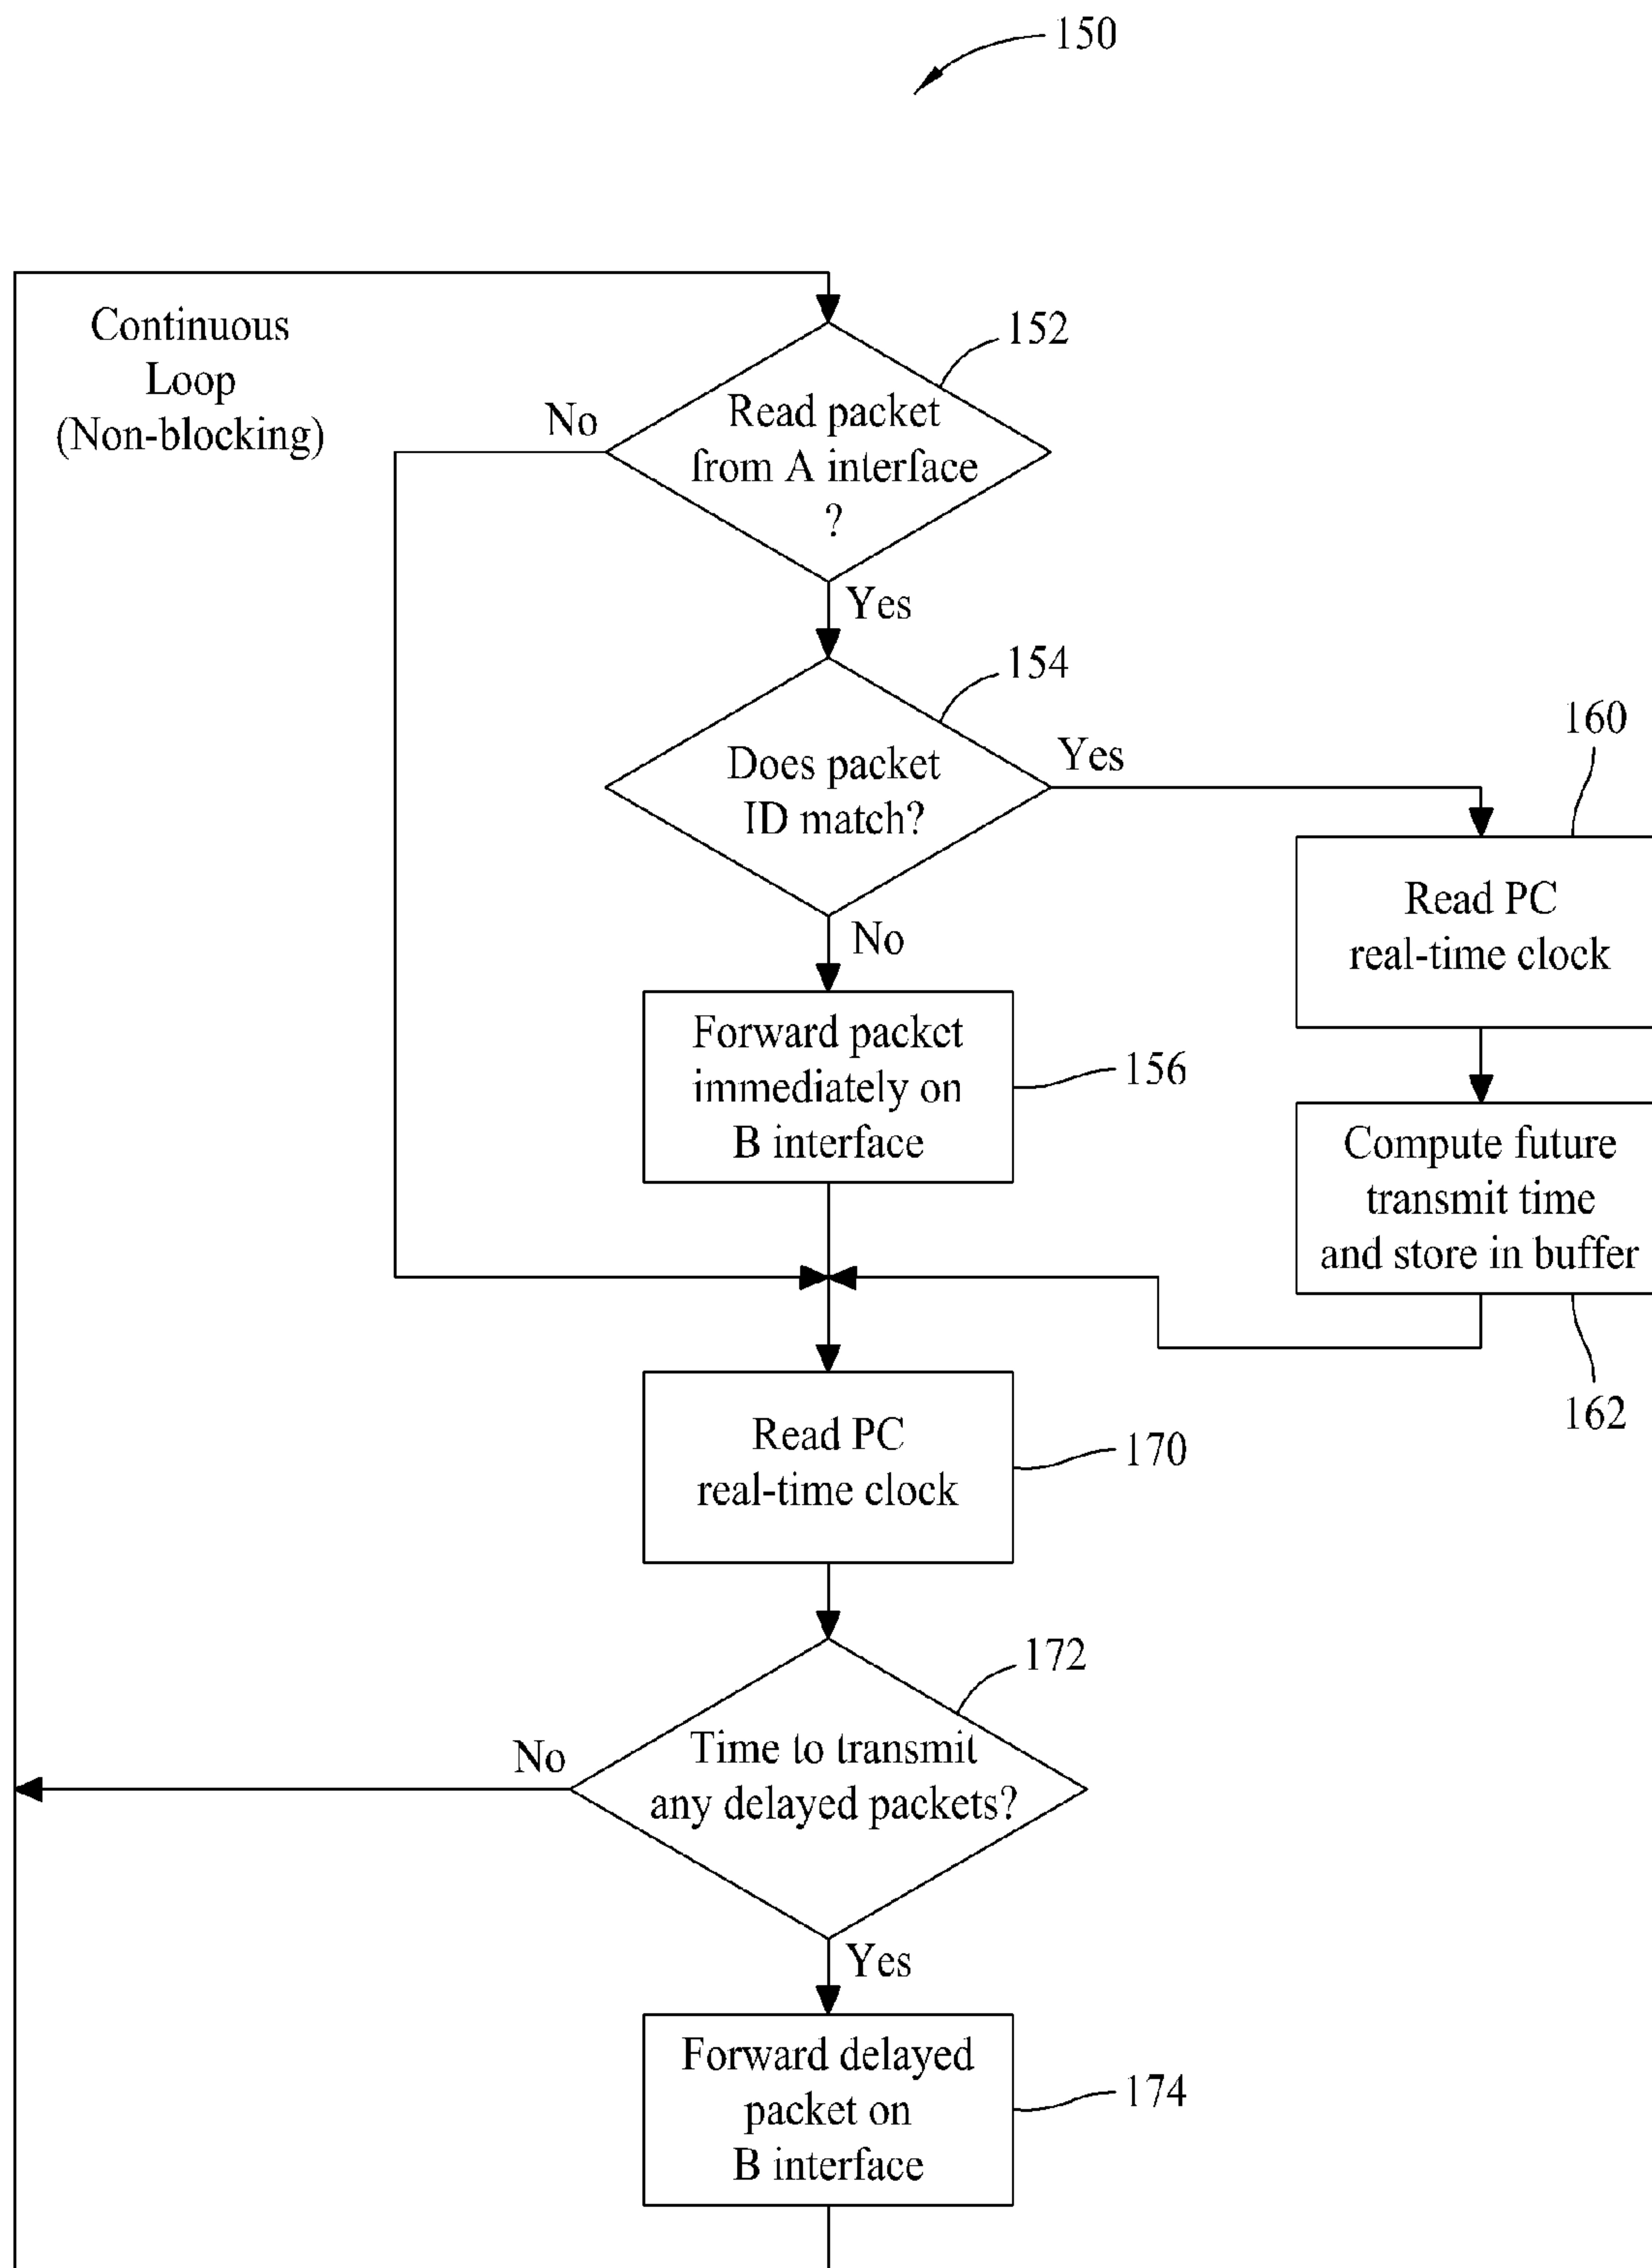 150
Continuous
Loop
(Non-blocking)
152
No
Read packet
from A interface
?
Yes
154
Does packet
ID match?
Yes
160
Read PC
real-time clock
No
Forward packet
immediately on
B interface
156
Compute future
transmit time
and store in buffer
162
Read PC
real-time clock
170
172
No
Time to transmit
any delayed packets?
Yes
Forward delayed
packet on
B interface
174